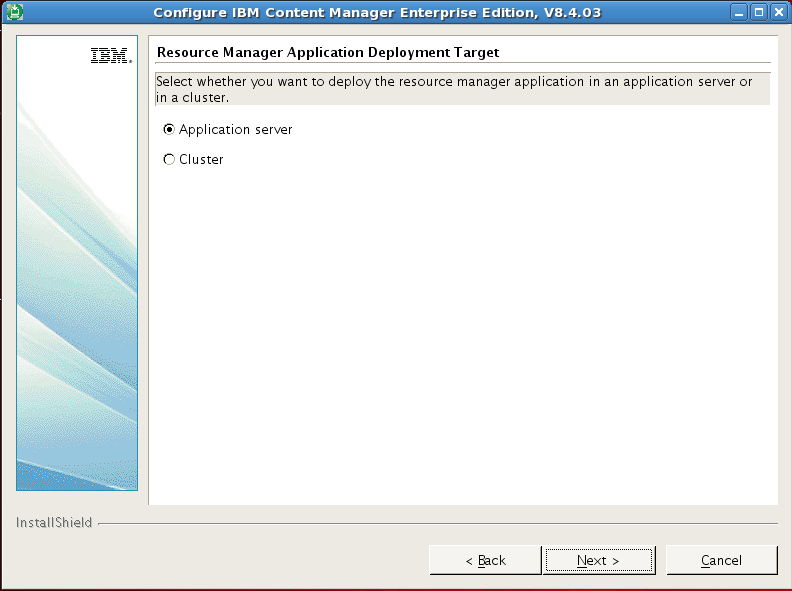 Configure IBM Content Manager Enterprise Edition, V8.4.03
IBM.
Resource Manager Application Deployment Target
Select whether you want to deploy the resource manager application in an application server or
in a cluster.
Application server
Cluster
InstallShield
< Back
Next >
Cancel